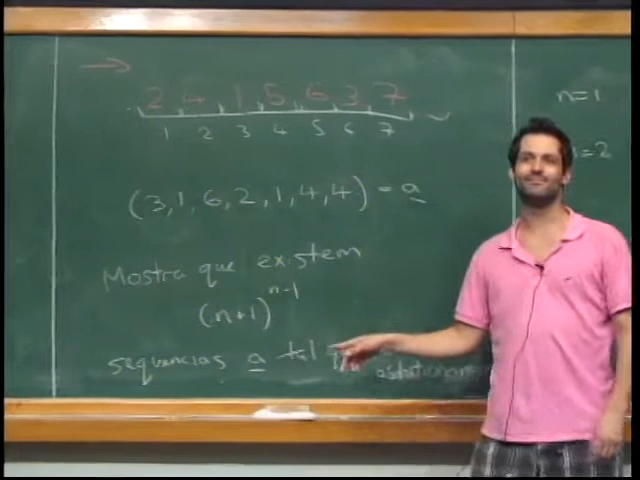 →
2 4 1 5 6 3 7
1 2 3 4 5 6 7
(3,1,6,2,1,4,4) = a
Mostra que existem
(n+1)^{n-1}
sequencias a tal
n=1
=2